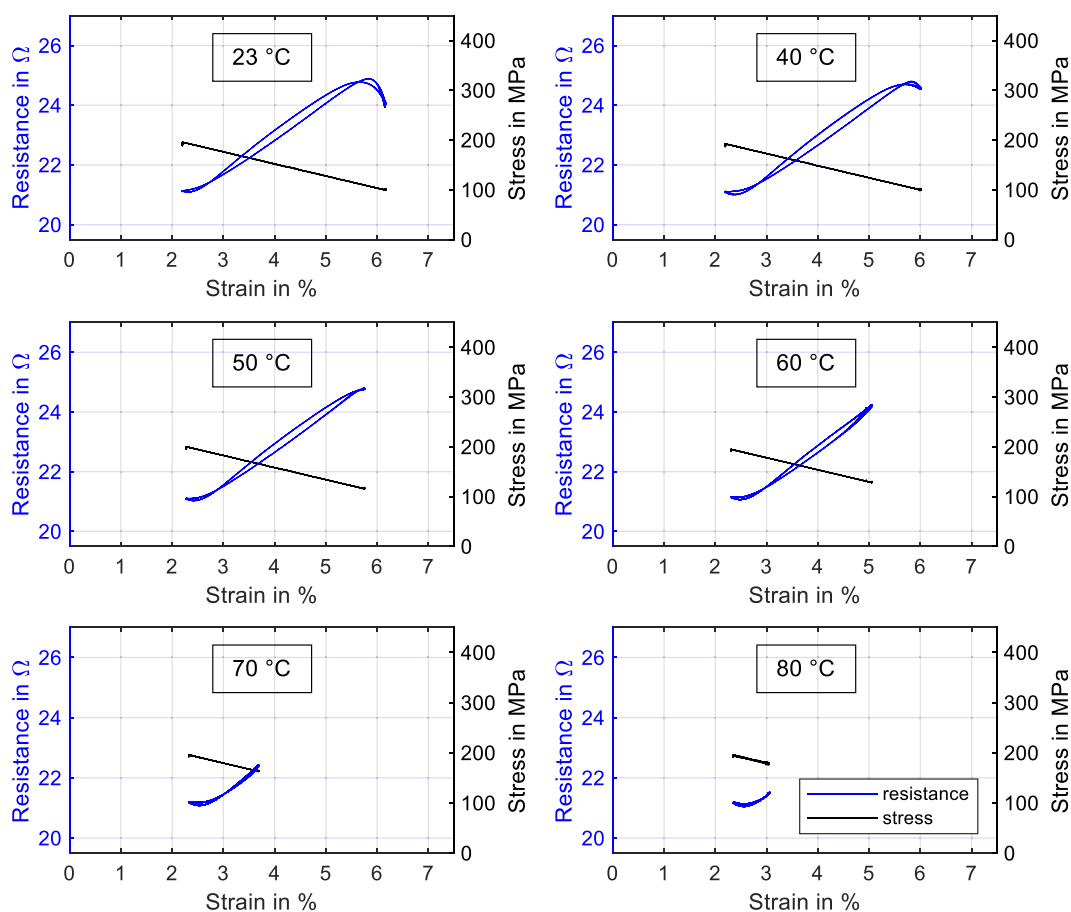 23 °C
Resistance in Ω
26
24
22
20
400
300
200
100
0
Stress in MPa
0 1 2 3 4 5 6 7
Strain in %
40 °C
Resistance in Ω
26
24
22
20
400
300
200
100
0
Stress in MPa
0 1 2 3 4 5 6 7
Strain in %
50 °C
Resistance in Ω
26
24
22
20
400
300
200
100
0
Stress in MPa
0 1 2 3 4 5 6 7
Strain in %
60 °C
Resistance in Ω
26
24
22
20
400
300
200
100
0
Stress in MPa
0 1 2 3 4 5 6 7
Strain in %
70 °C
Resistance in Ω
26
24
22
20
400
300
200
100
0
Stress in MPa
0 1 2 3 4 5 6 7
Strain in %
80 °C
Resistance in Ω
26
24
22
20
400
300
200
100
0
Stress in MPa
resistance
stress
0 1 2 3 4 5 6 7
Strain in %